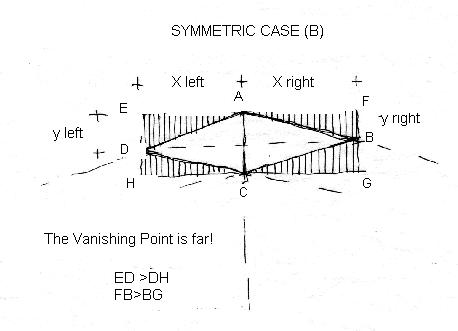 SYMMETRIC CASE (B)
X left X right
A
E F
y right
y left
B
D
H G
C
The Vanishing Point is far!
ED >DH
FB>BG